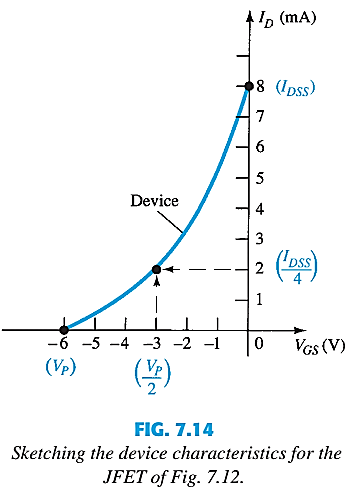 I_D (mA)
8 (I_DSS)
7
6
5
Device
4
3
2 (I_DSS/4)
1
-6 -5 -4 -3 -2 -1 0 V_GS (V)
(V_P) (V_P/2)
FIG. 7.14
Sketching the device characteristics for the
JFET of Fig. 7.12.